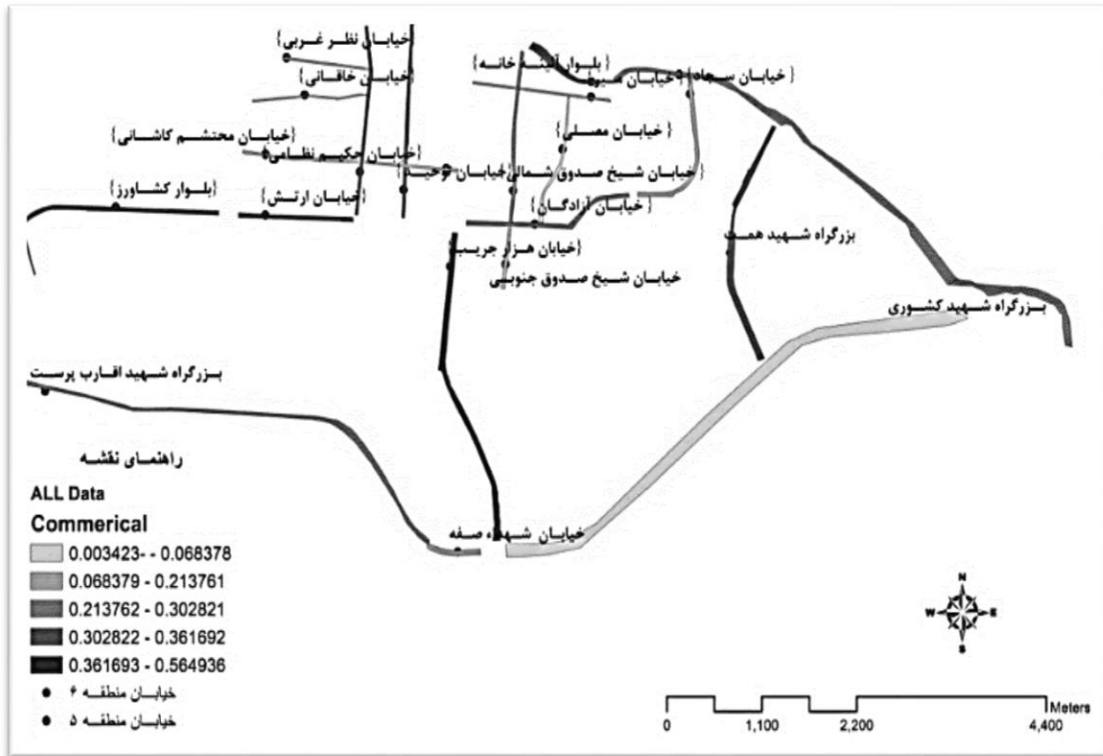 {خیابان نظر غربی}
{بلوار آئینه خانه}
{خیابان خاقانی}
{خیابان سجاد}
{خیابان محتشم کاشانی}
{خیابان مصلی}
{خیابان حکیم نظامی}
{خیابان شیخ صدوق شمالی}
{بلوار کشاورز}
{خیابان ارتش}
{خیابان آزادگان}
بزرگراه شهید همت
{خیابان هزار جریب}
خیابان شیخ صدوق جنوبی
بزرگراه شهید کشوری
بزرگراه شهید اقارب پرست
راهنمای نقشه
ALL Data
Commerical
0.003423- - 0.068378
0.068379 - 0.213761
0.213762 - 0.302821
0.302822 - 0.361692
0.361693 - 0.564936
خیابان منطقه ۶
خیابان منطقه ۵
خیابان صفه
N
W
E
S
Meters
0
1,100
2,200
4,400